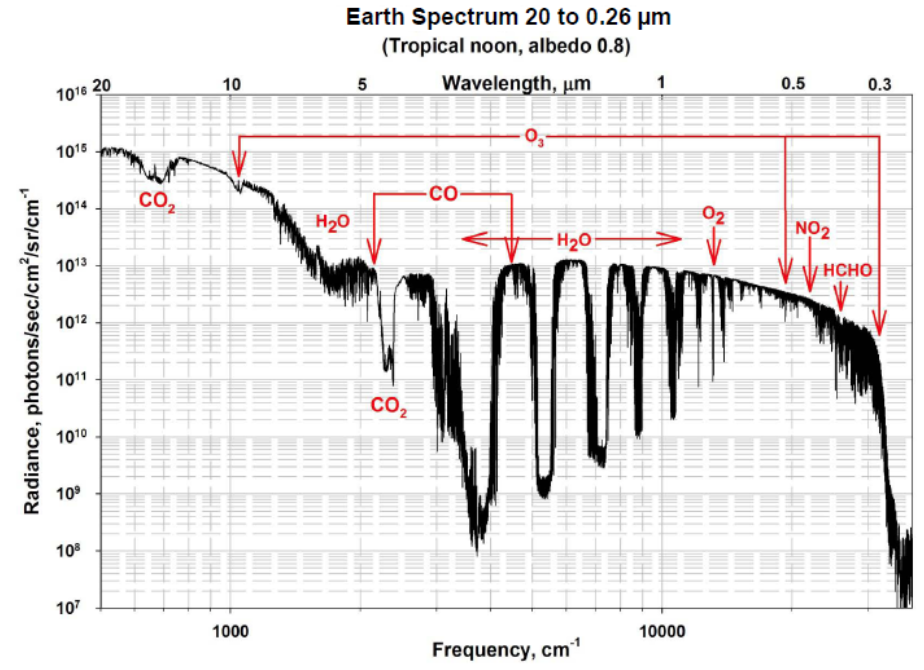 Earth Spectrum 20 to 0.26 µm
(Tropical noon, albedo 0.8)
20 10 5 Wavelength, µm 1 0.5 0.3
10¹⁶
10¹⁵
10¹⁴
10¹³
10¹²
10¹¹
10¹⁰
10⁹
10⁸
10⁷
Radiance, photons/sec/cm²/sr/cm⁻¹
O₃
CO₂
H₂O
CO
H₂O
O₂
NO₂
HCHO
CO₂
1000 10000
Frequency, cm⁻¹